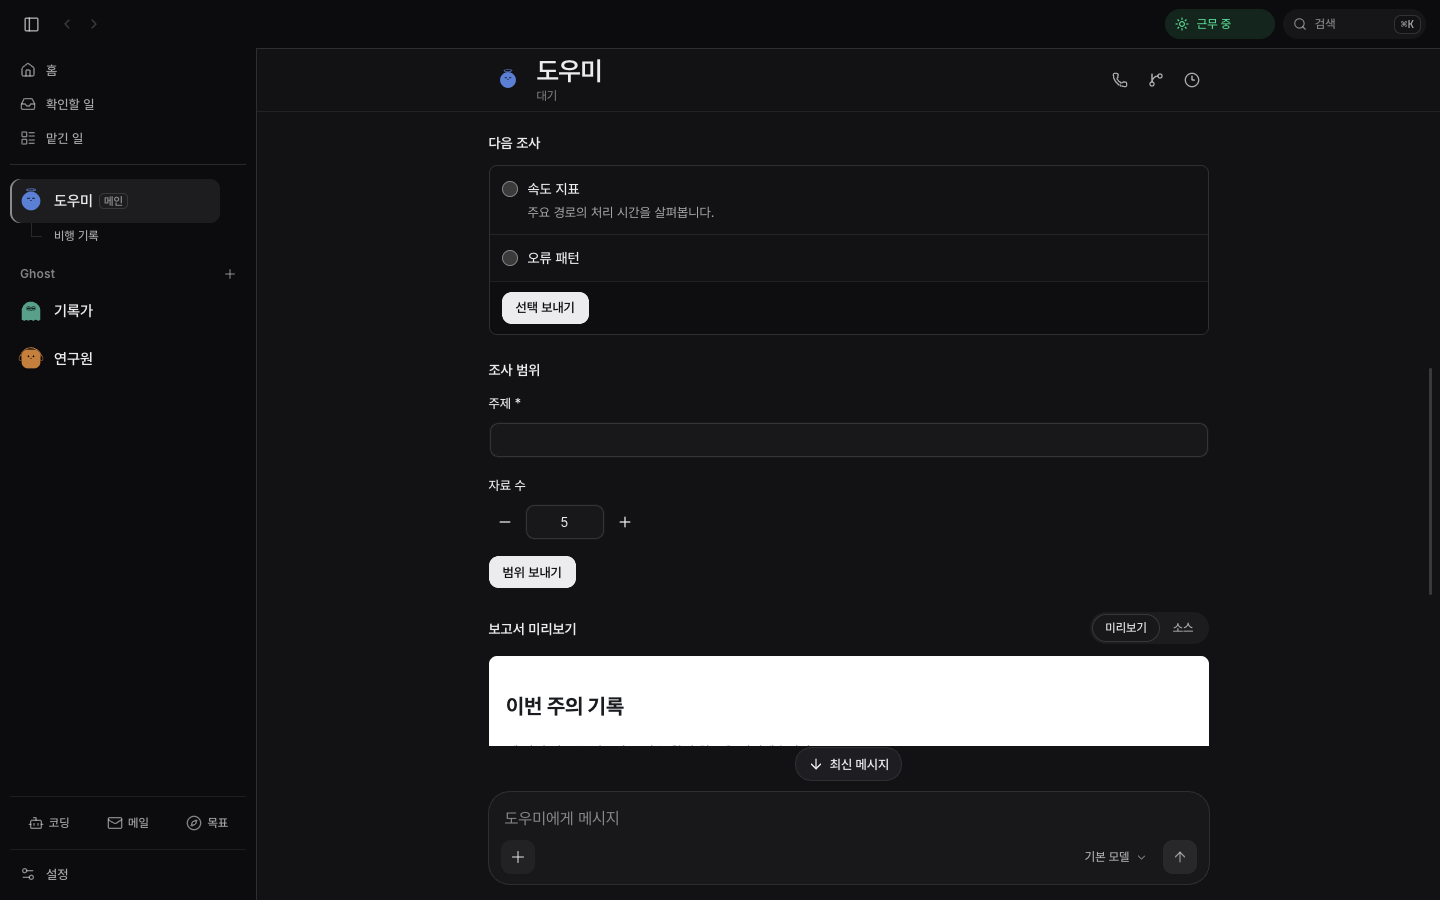 근무 중
검색
⌘K
홈
확인할 일
맡긴 일
도우미 메인
비행 기록
Ghost
기록가
연구원
코딩
메일
목표
설정
도우미
대기
다음 조사
속도 지표
주요 경로의 처리 시간을 살펴봅니다.
오류 패턴
선택 보내기
조사 범위
주제 *
자료 수
5
범위 보내기
보고서 미리보기
미리보기
소스
이번 주의 기록
최신 메시지
도우미에게 메시지
기본 모델